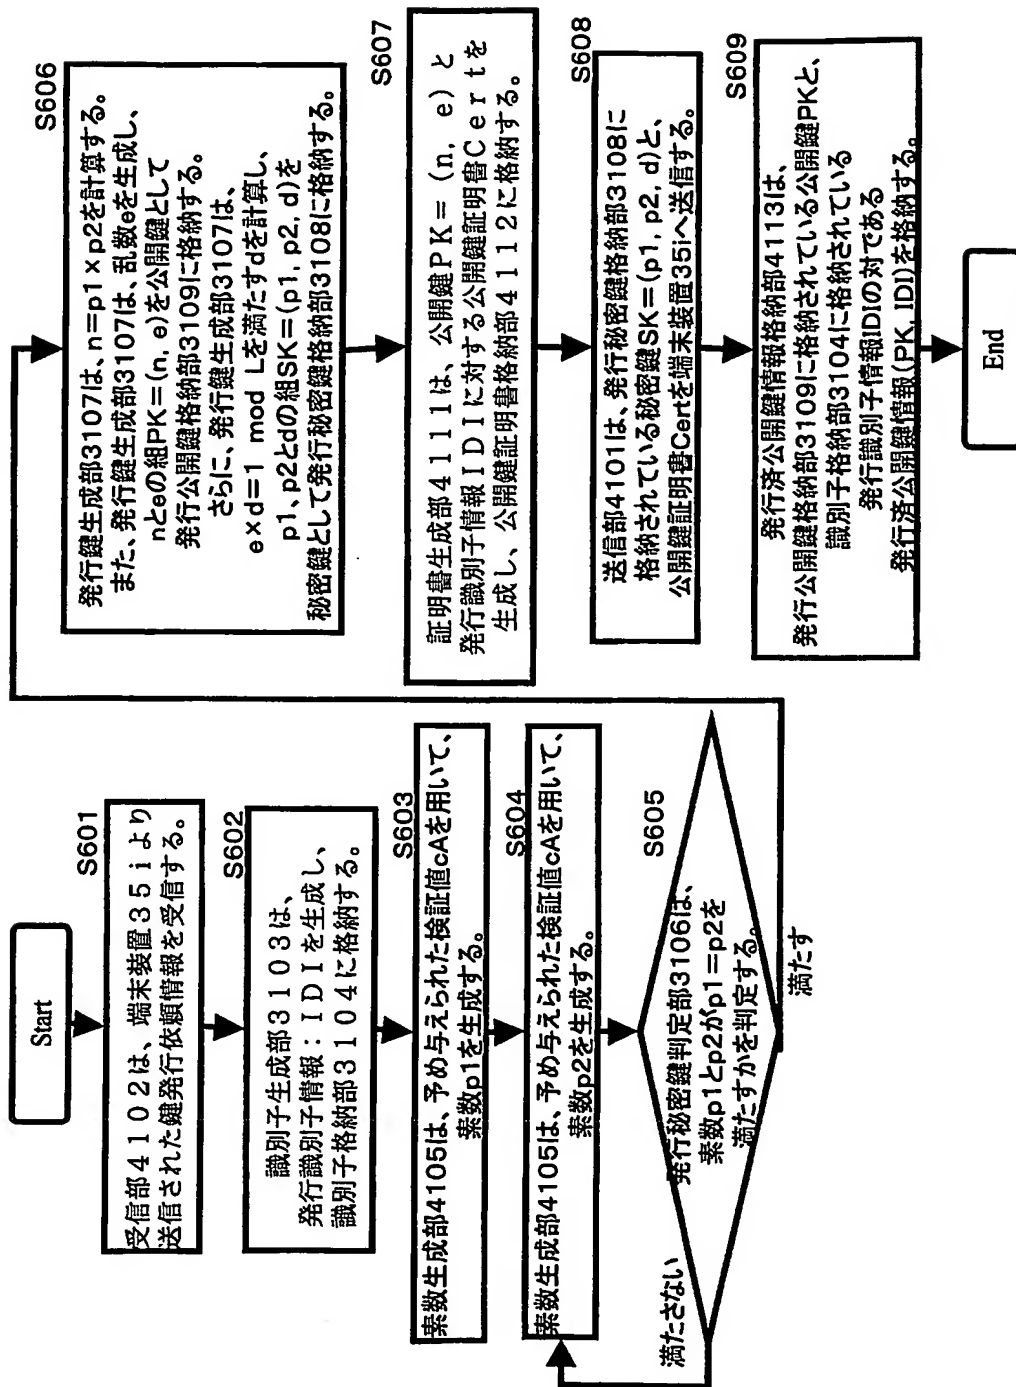 Start
S601
受信部4102は、端末装置35iより
送信された鍵発行依頼情報を受信する。
S602
識別子生成部3103は、
発行識別子情報:IDIを生成し、
識別子格納部3104に格納する。
S603
素数生成部4105は、予め与えられた検証値cAを用いて、
素数p1を生成する。
S604
素数生成部4105は、予め与えられた検証値cAを用いて、
素数p2を生成する。
S605
発行秘密鍵判定部3106は、
素数p1とp2がp1=p2を
満たすかを判定する。
満たさない
満たす
S606
発行鍵生成部3107は、n=p1×p2を計算する。
また、発行鍵生成部3107は、乱数eを生成し、
nとeの組PK=(n, e)を公開鍵として
発行公開鍵格納部3109に格納する。
さらに、発行鍵生成部3107は、
e×d=1 mod Lを満たすdを計算し、
p1、p2とdの組SK=(p1, p2, d)を
秘密鍵として発行秘密鍵格納部3108に格納する。
S607
証明書生成部4111は、公開鍵PK=(n, e)と
発行識別子情報IDIに対する公開鍵証明書Certを
生成し、公開鍵証明書格納部4112に格納する。
S608
送信部4101は、発行秘密鍵格納部3108に
格納されている秘密鍵SK=(p1, p2, d)と、
公開鍵証明書Certを端末装置35iへ送信する。
S609
発行済公開鍵情報格納部4113は、
発行公開鍵格納部3109に格納されている公開鍵PKと、
識別子格納部3104に格納されている
発行識別子情報IDIの対である
発行済公開鍵情報(PK, IDI)を格納する。
End